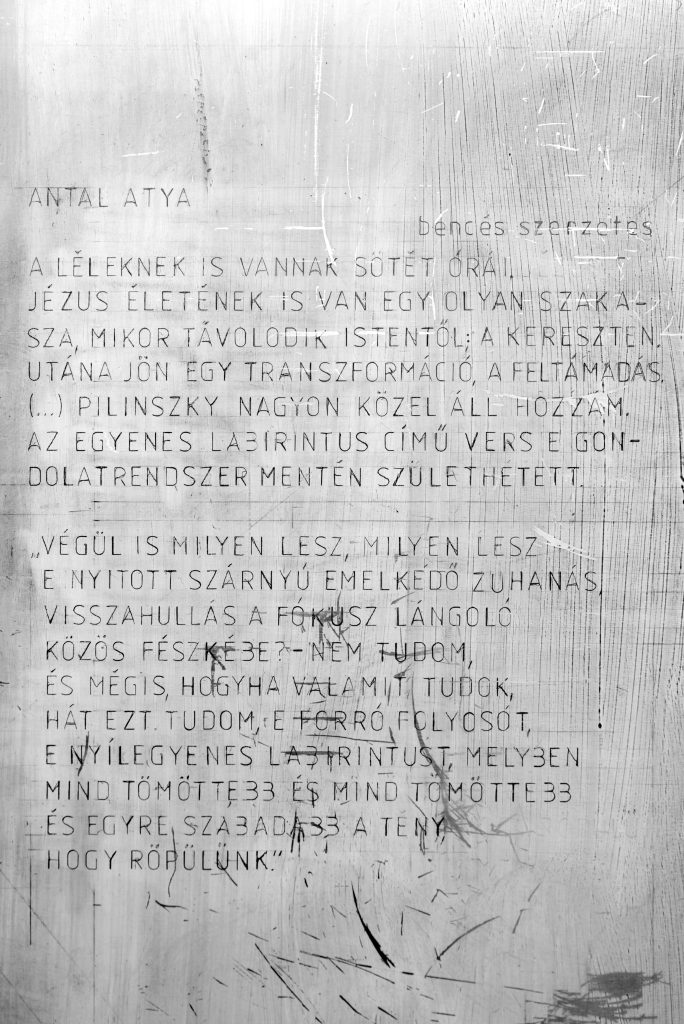 ANTAL ATYA
bencés szerzetes
A LÉLEKNEK IS VANNAK SÖTÉT ÓRÁI.
JÉZUS ÉLETÉNEK IS VAN EGY OLYAN SZAKA-
SZA, MIKOR TÁVOLODIK ISTENTŐL: A KERESZTEN.
UTÁNA JÖN EGY TRANSZFORMÁCIÓ, A FELTÁMADÁS.
(...) PILINSZKY NAGYON KÖZEL ÁLL HOZZÁM.
AZ EGYENES LABIRINTUS CÍMŰ VERS E GON-
DOLATRENDSZER MENTÉN SZÜLETHETETT.
„VÉGÜL IS MILYEN LESZ, MILYEN LESZ
E NYITOTT SZÁRNYÚ EMELKEDŐ ZUHANÁS,
VISSZAHULLÁS A FÓKUSZ LÁNGOLÓ
KÖZÖS FÉSZKÉBE? - NEM TUDOM,
ÉS MÉGIS, HOGYHA VALAMIT TUDOK,
HÁT EZT TUDOM, E FORRÓ FOLYOSÓT,
E NYÍLEGYENES LABIRINTUST, MELYBEN
MIND TÖMÖTTEBB ÉS MIND TÖMÖTTEBB
ÉS EGYRE SZABADABB A TÉNY,
HOGY RÖPÜLÜNK."